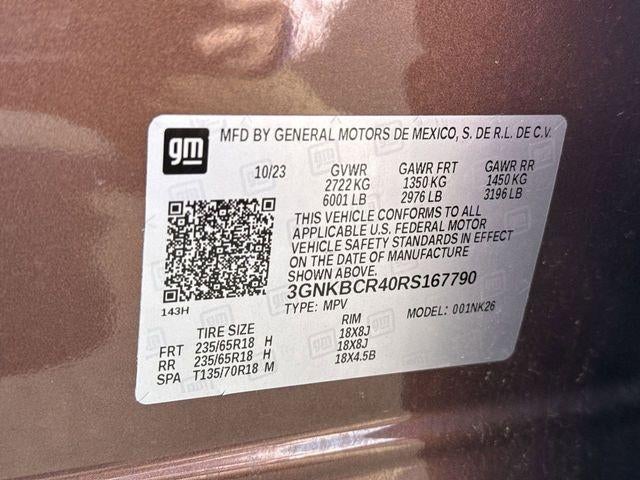 gm
MFD BY GENERAL MOTORS DE MEXICO, S. DE R.L. DE C.V.
10/23 GVWR GAWR FRT GAWR RR
2722 KG 1350 KG 1450 KG
6001 LB 2976 LB 3196 LB
THIS VEHICLE CONFORMS TO ALL
APPLICABLE U.S. FEDERAL MOTOR
VEHICLE SAFETY STANDARDS IN EFFECT
ON THE DATE OF MANUFACTURE
SHOWN ABOVE.
3GNKBCR40RS167790
143H
TYPE: MPV MODEL: 001NK26
TIRE SIZE RIM
FRT 235/65R18 H 18X8J
RR 235/65R18 H 18X8J
SPA T135/70R18 M 18X4.5B